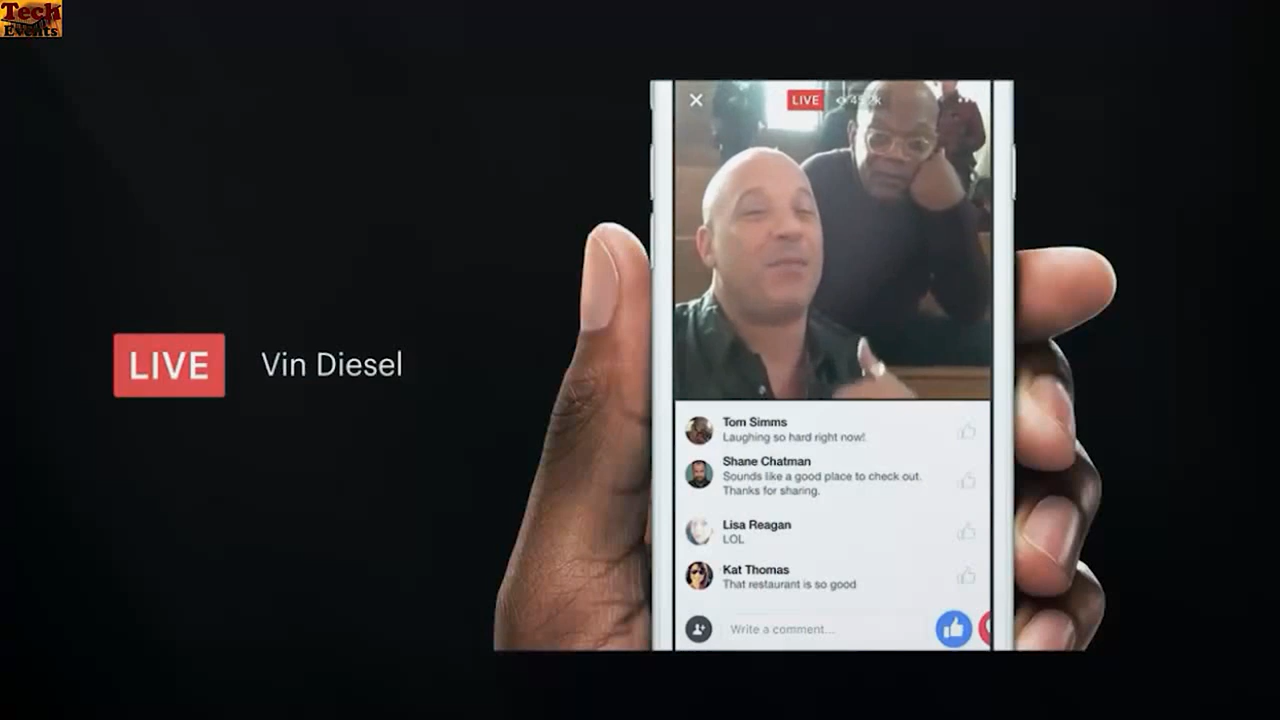 Tech
Events
LIVE
LIVE Vin Diesel
Tom Simms
Laughing so hard right now!
Shane Chatman
Sounds like a good place to check out.
Thanks for sharing.
Lisa Reagan
LOL
Kat Thomas
That restaurant is so good
Write a comment...